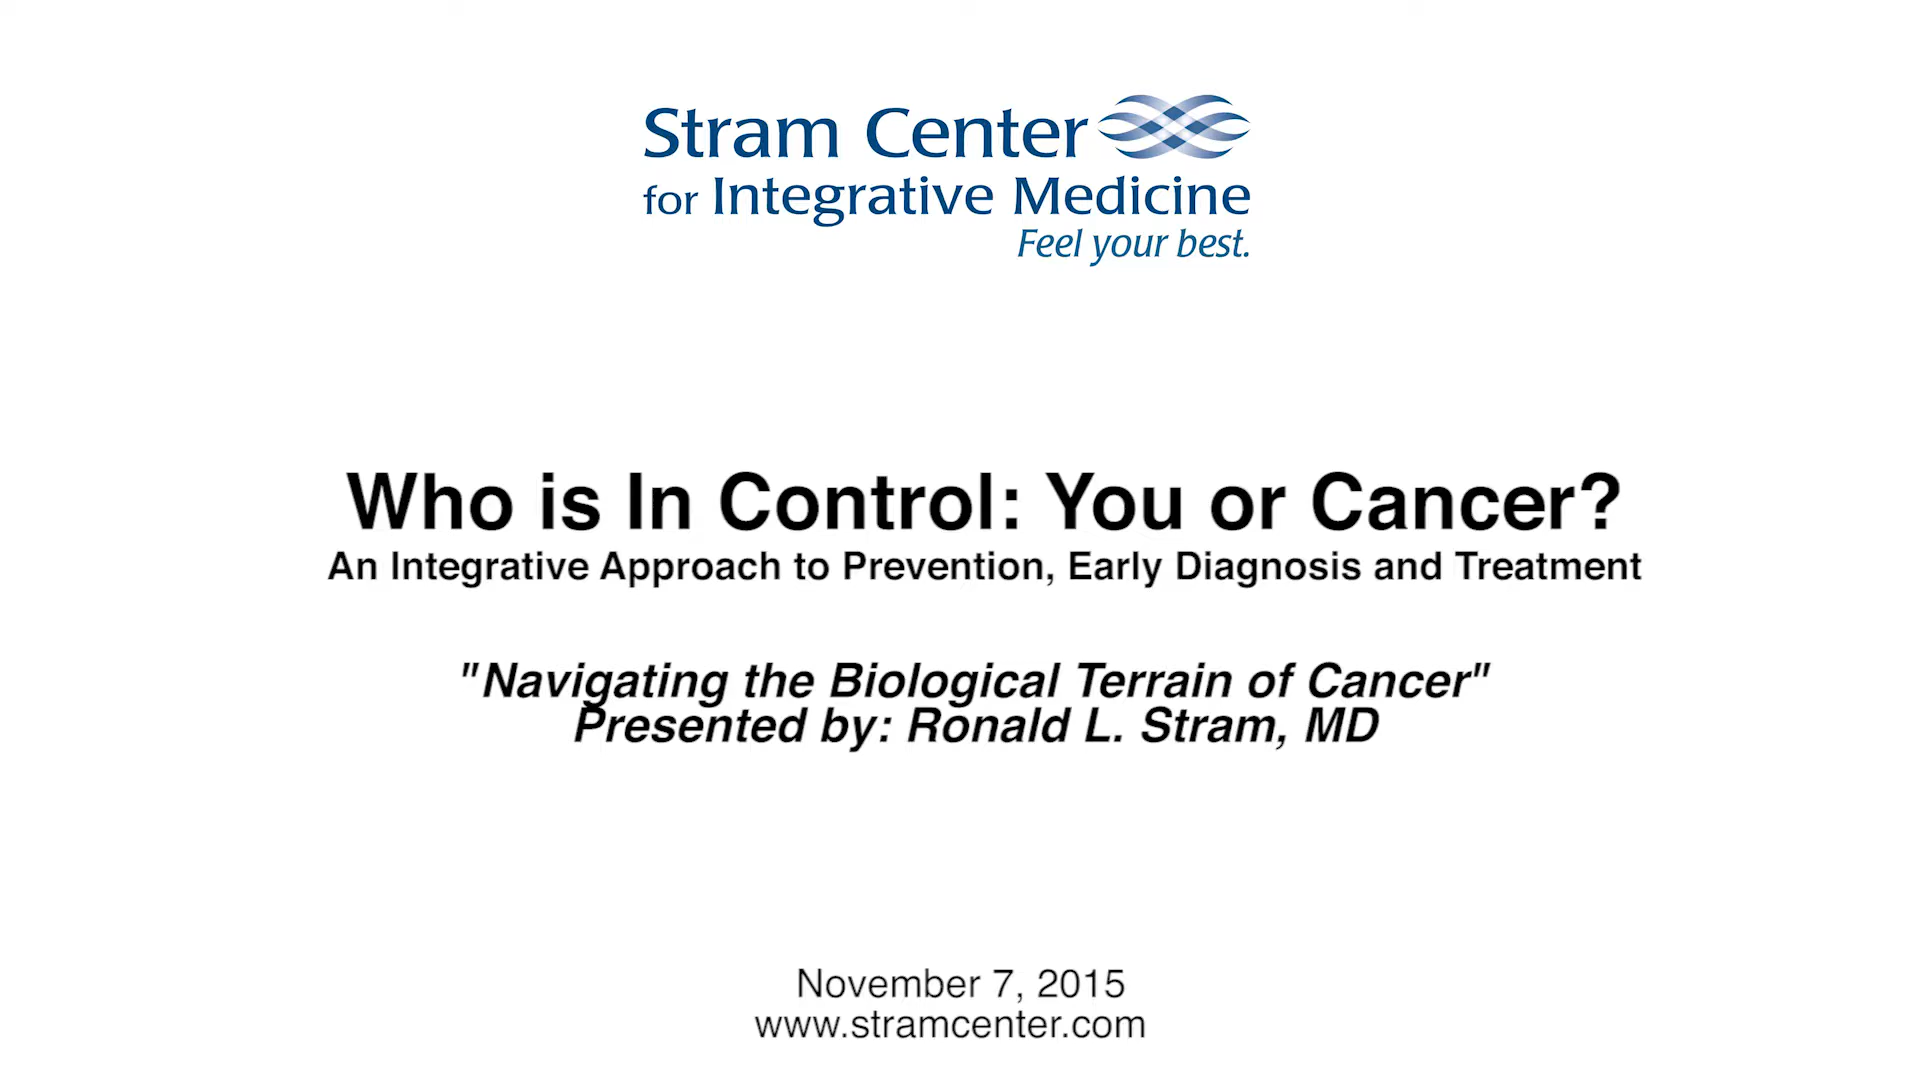 Stram Center
for Integrative Medicine
Feel your best.
Who is In Control: You or Cancer?
An Integrative Approach to Prevention, Early Diagnosis and Treatment
"Navigating the Biological Terrain of Cancer"
Presented by: Ronald L. Stram, MD
November 7, 2015
www.stramcenter.com